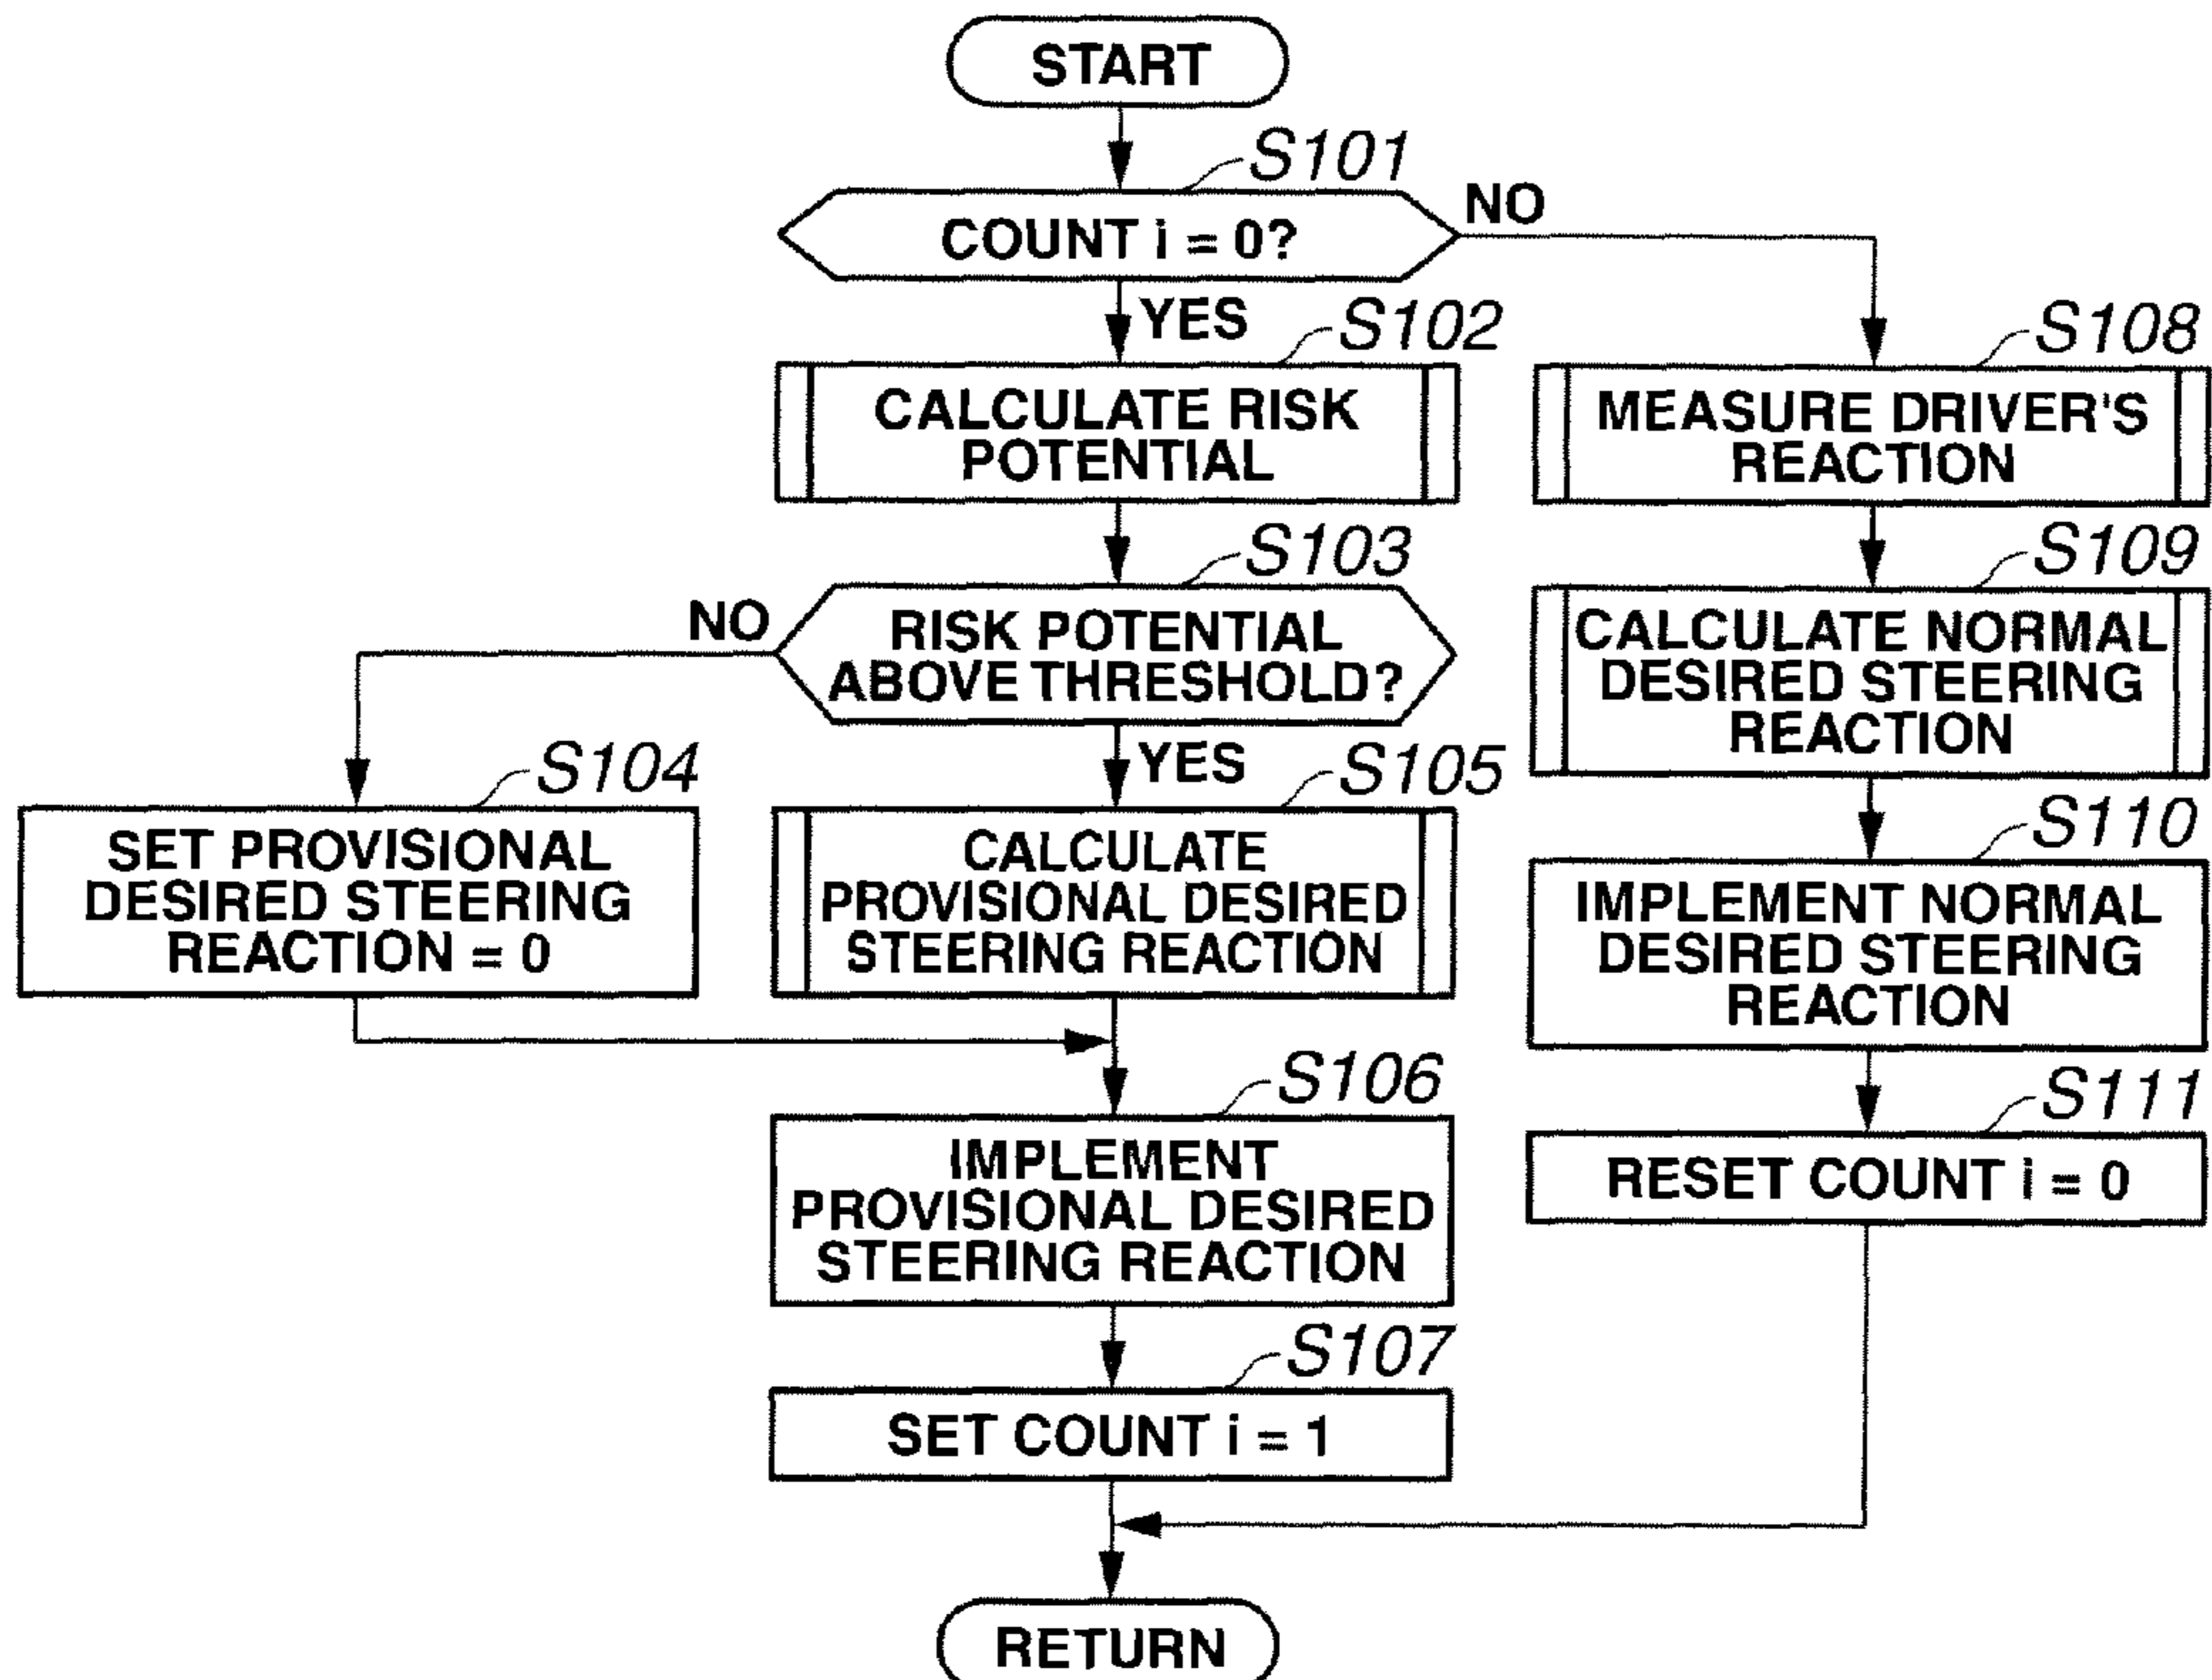 START
S101
COUNT i = 0?
NO
YES
S102
CALCULATE RISK
POTENTIAL
S103
RISK POTENTIAL
ABOVE THRESHOLD?
NO
YES
S104
SET PROVISIONAL
DESIRED STEERING
REACTION = 0
S105
CALCULATE
PROVISIONAL DESIRED
STEERING REACTION
S106
IMPLEMENT
PROVISIONAL DESIRED
STEERING REACTION
S107
SET COUNT i = 1
S108
MEASURE DRIVER'S
REACTION
S109
CALCULATE NORMAL
DESIRED STEERING
REACTION
S110
IMPLEMENT NORMAL
DESIRED STEERING
REACTION
S111
RESET COUNT i = 0
RETURN